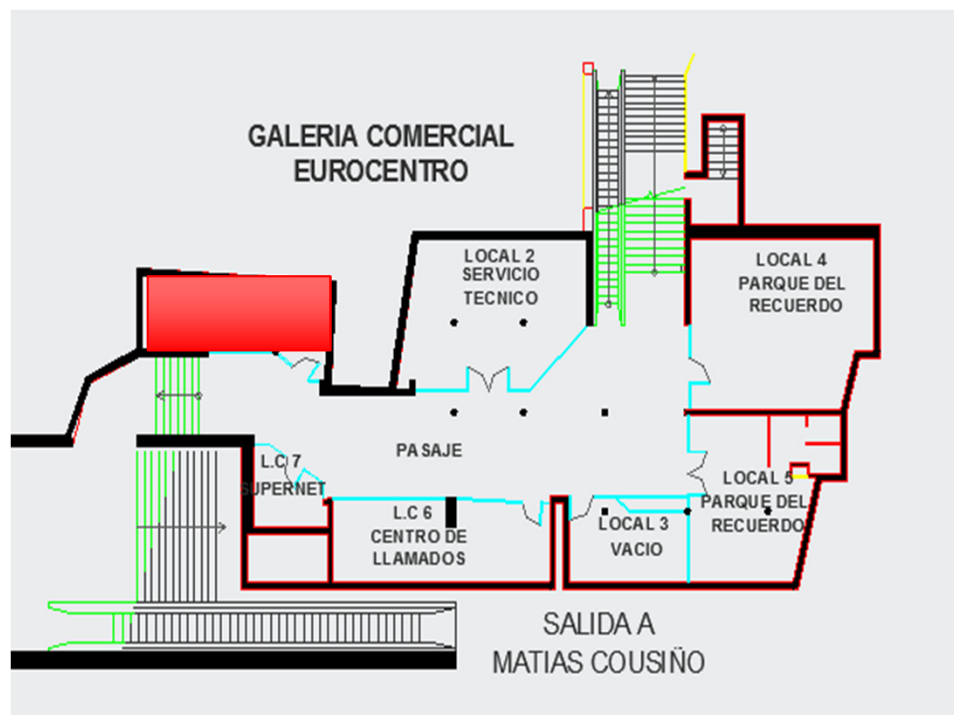 GALERIA COMERCIAL
EUROCENTRO
LOCAL 2
SERVICIO
TECNICO
LOCAL 4
PARQUE DEL
RECUERDO
PASAJE
L.C 7
SUPERNET
L.C 6
CENTRO DE
LLAMADOS
LOCAL 3
VACIO
LOCAL 5
PARQUE DEL
RECUERDO
SALIDA A
MATIAS COUSIÑO